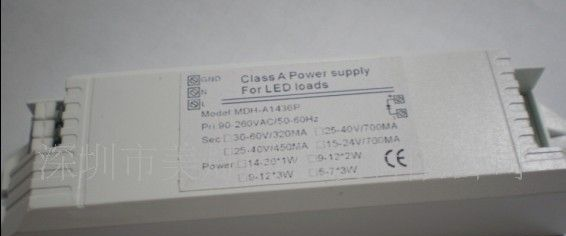 GND
N
L
Class A Power supply
For LED loads
Model MDH-A1436P
Pri 90-260VAC/50-60Hz
Sec □30-60V/320MA □25-40V/700MA
□25-40V/450MA □15-24V/700MA
Power □14-20*1W □9-12*2W
□9-12*3W □5-7*3W
CE
深圳市美